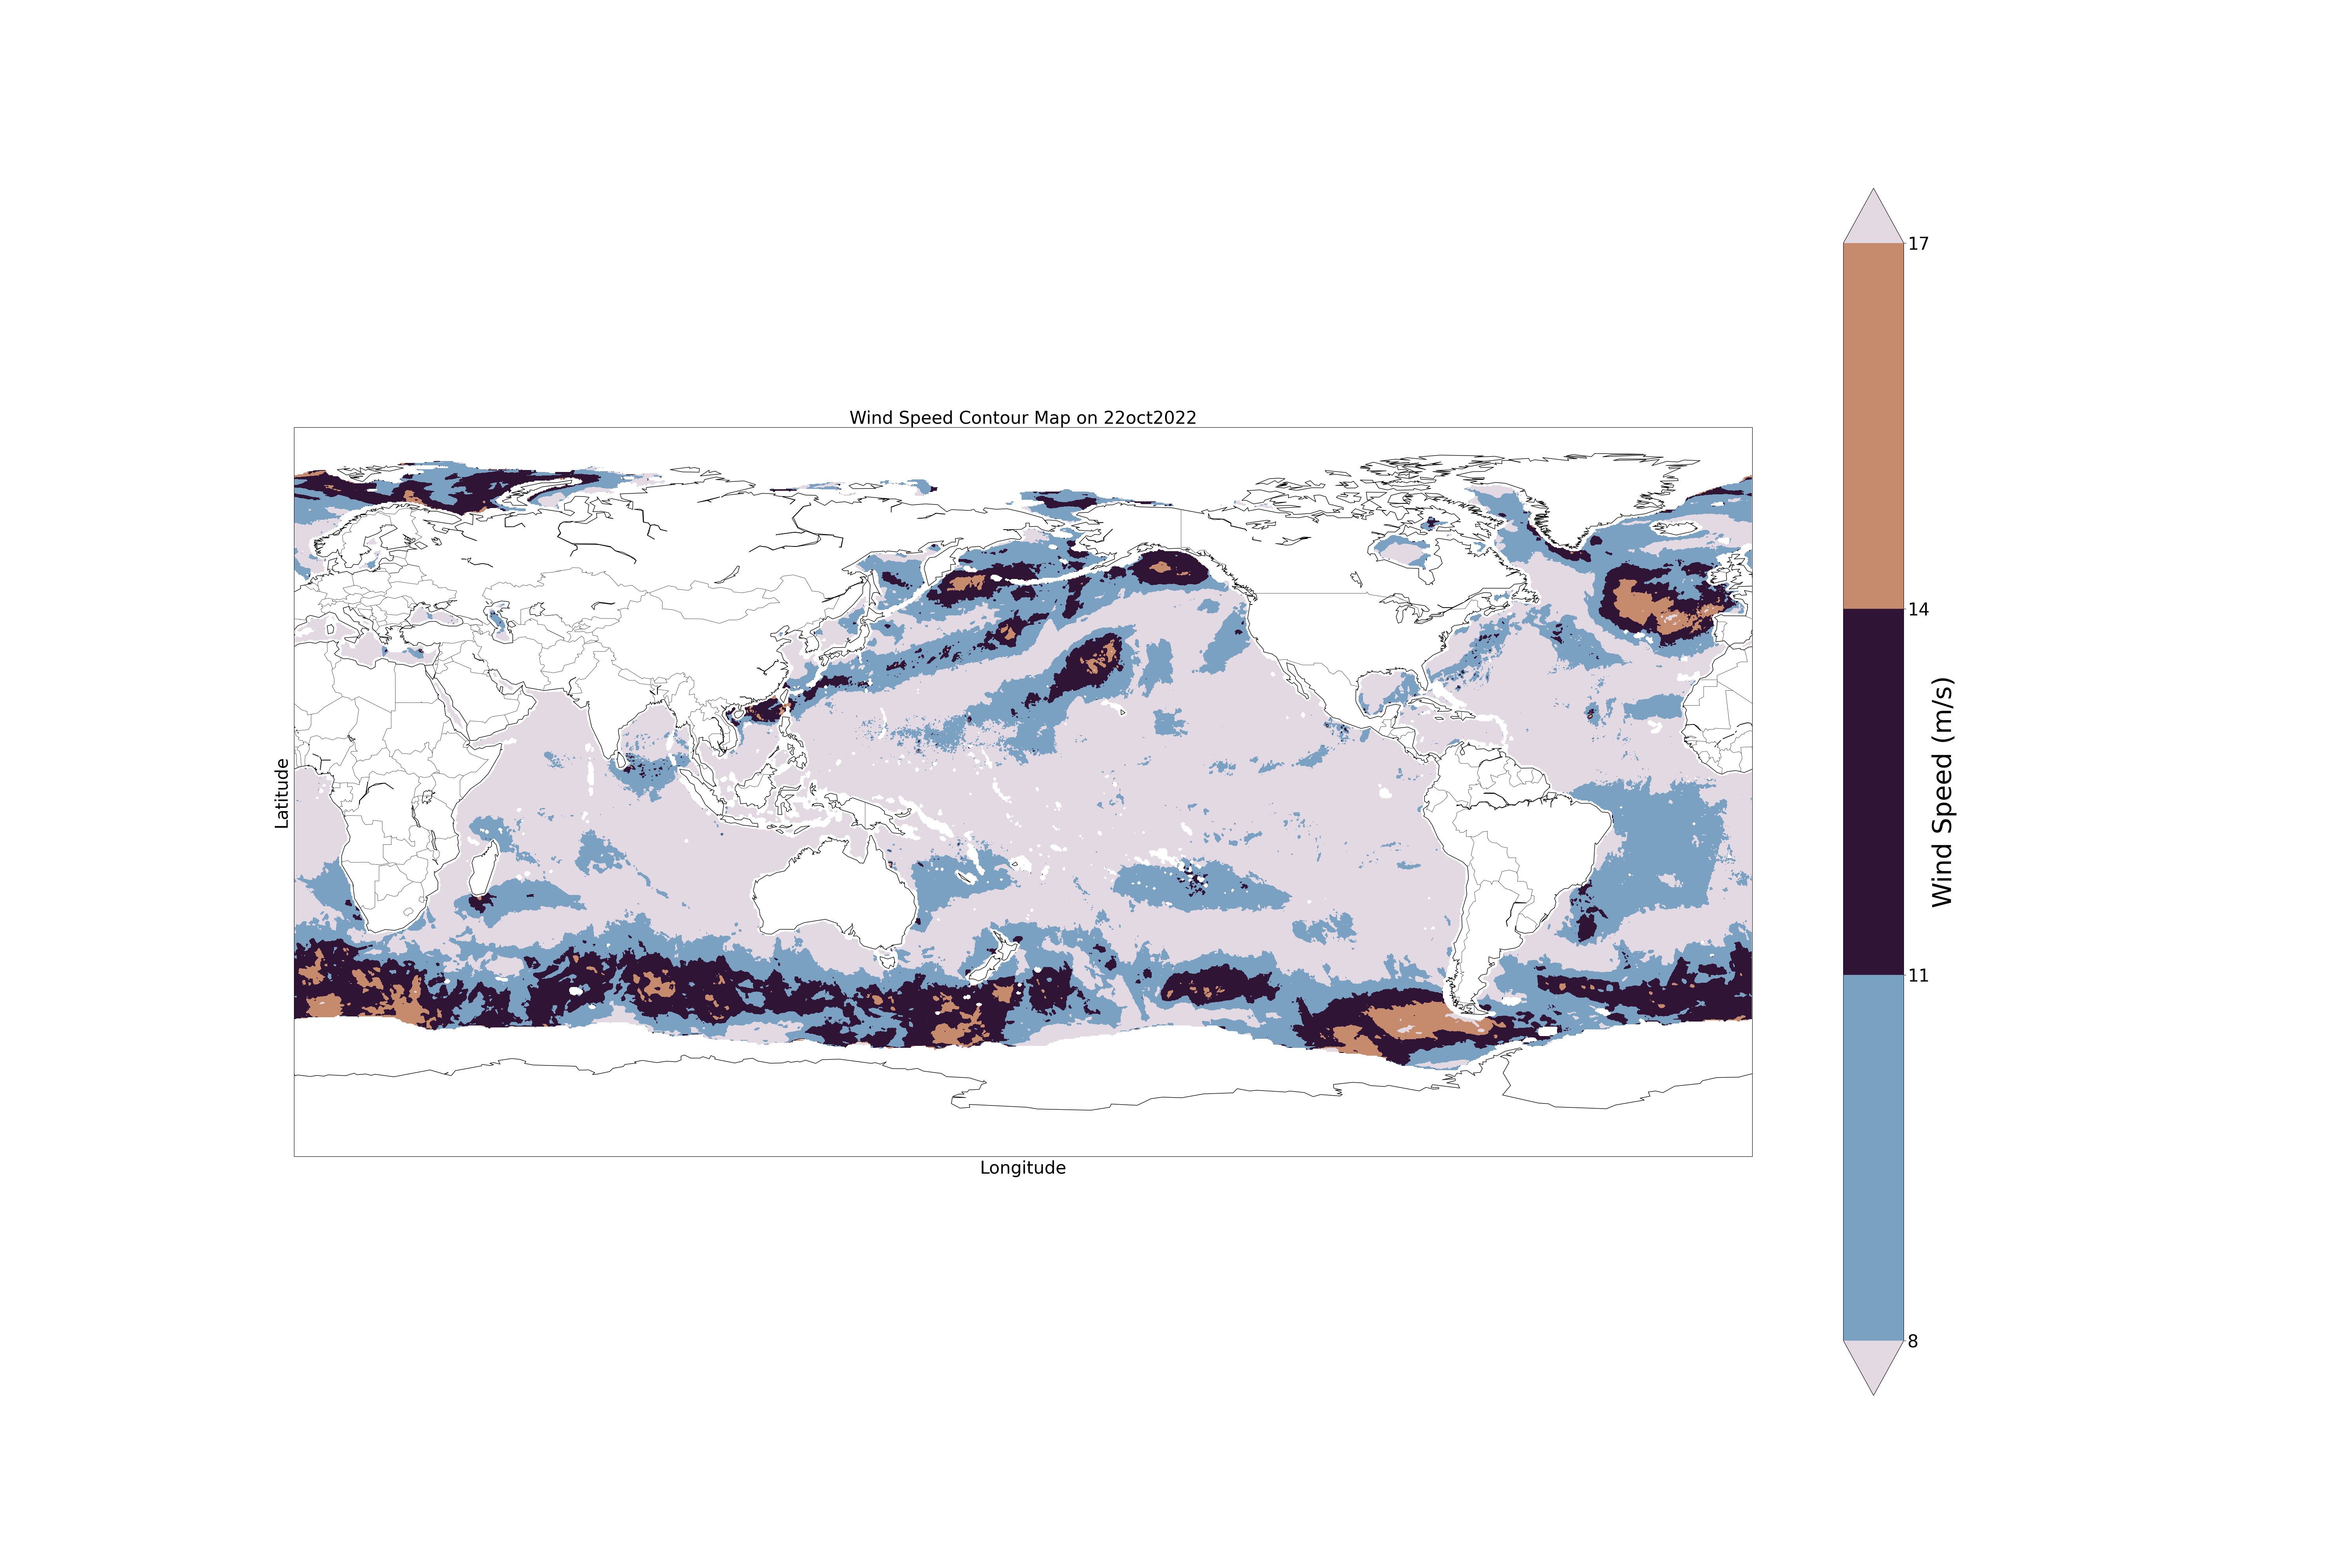 Wind Speed Contour Map on 22oct2022
Latitude
Longitude
17
14
11
8
Wind Speed (m/s)